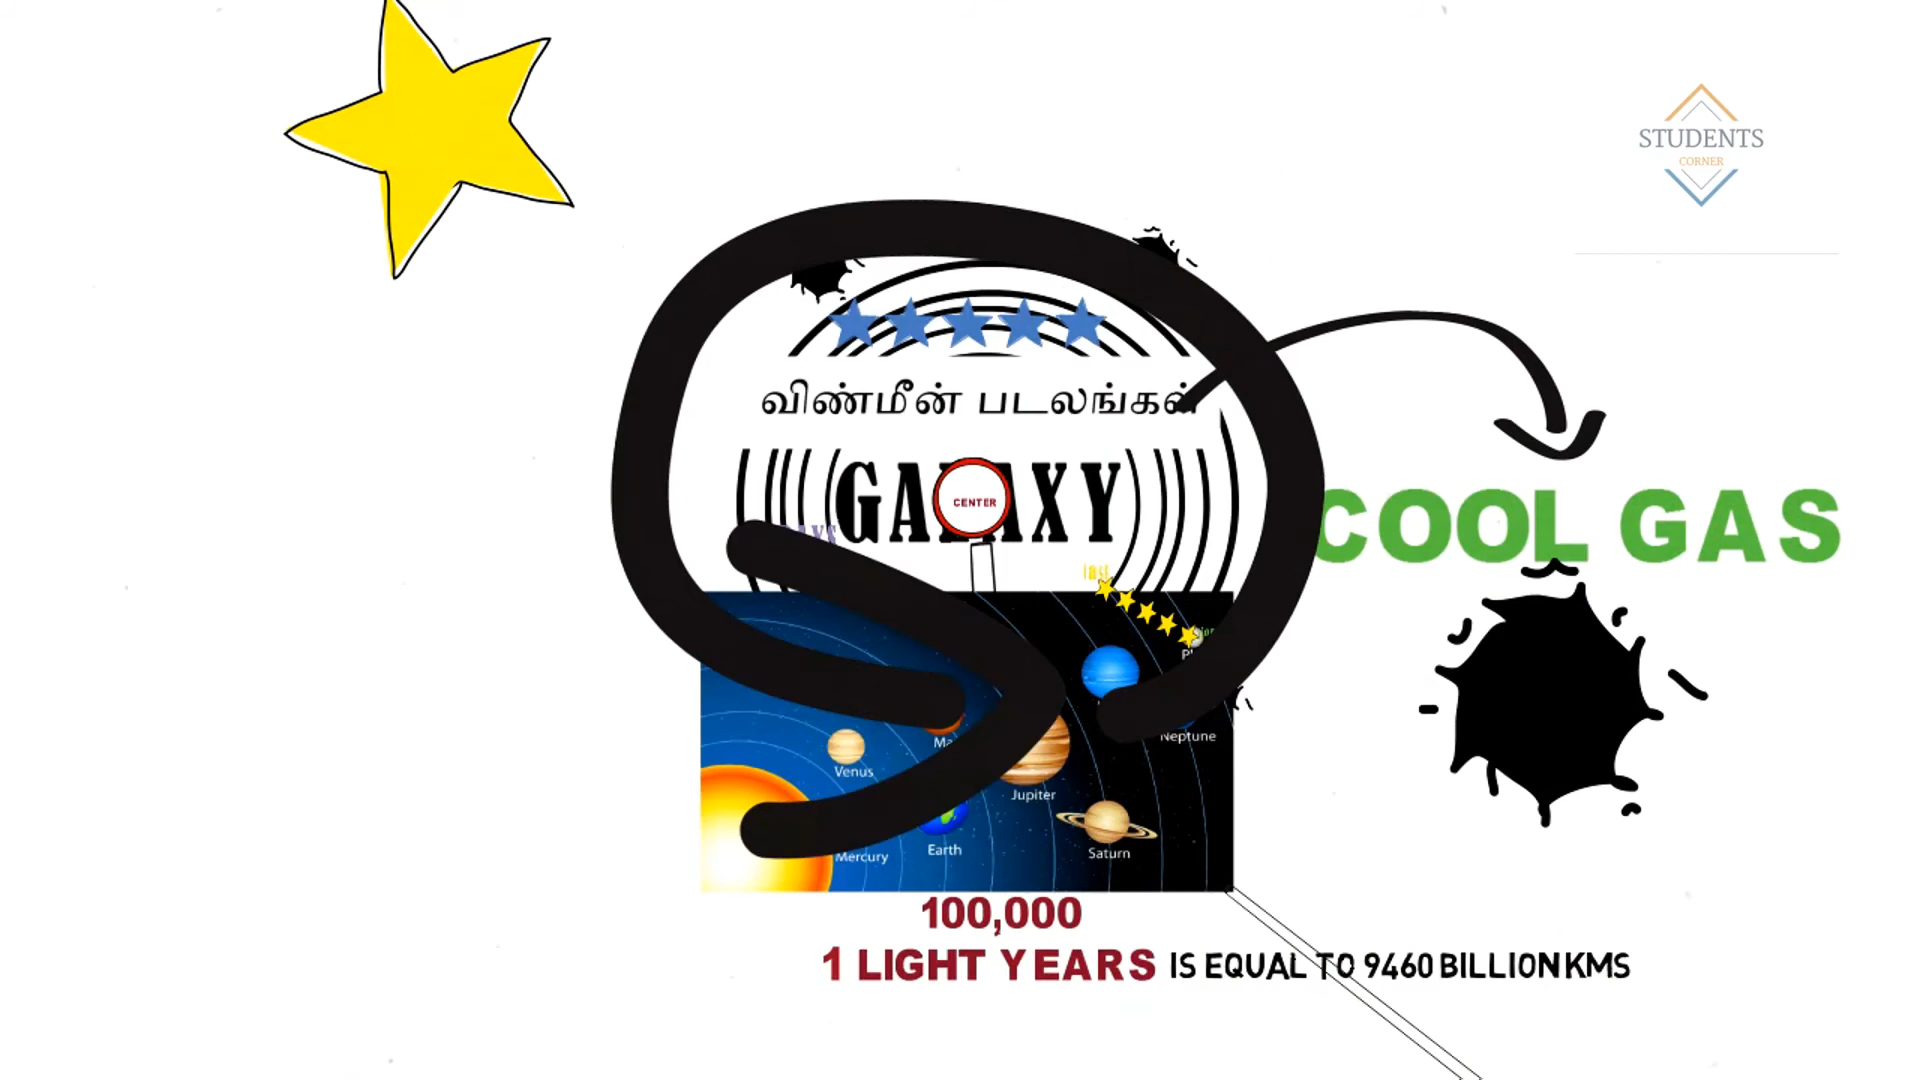 STUDENTS
CORNER
விண்மீன் படலங்கள்
GALAXY
CENTER
COOL GAS
Neptune
Venus
Jupiter
Earth
Mercury
Saturn
100,000
1 LIGHT YEARS IS EQUAL TO 9460 BILLION KMS